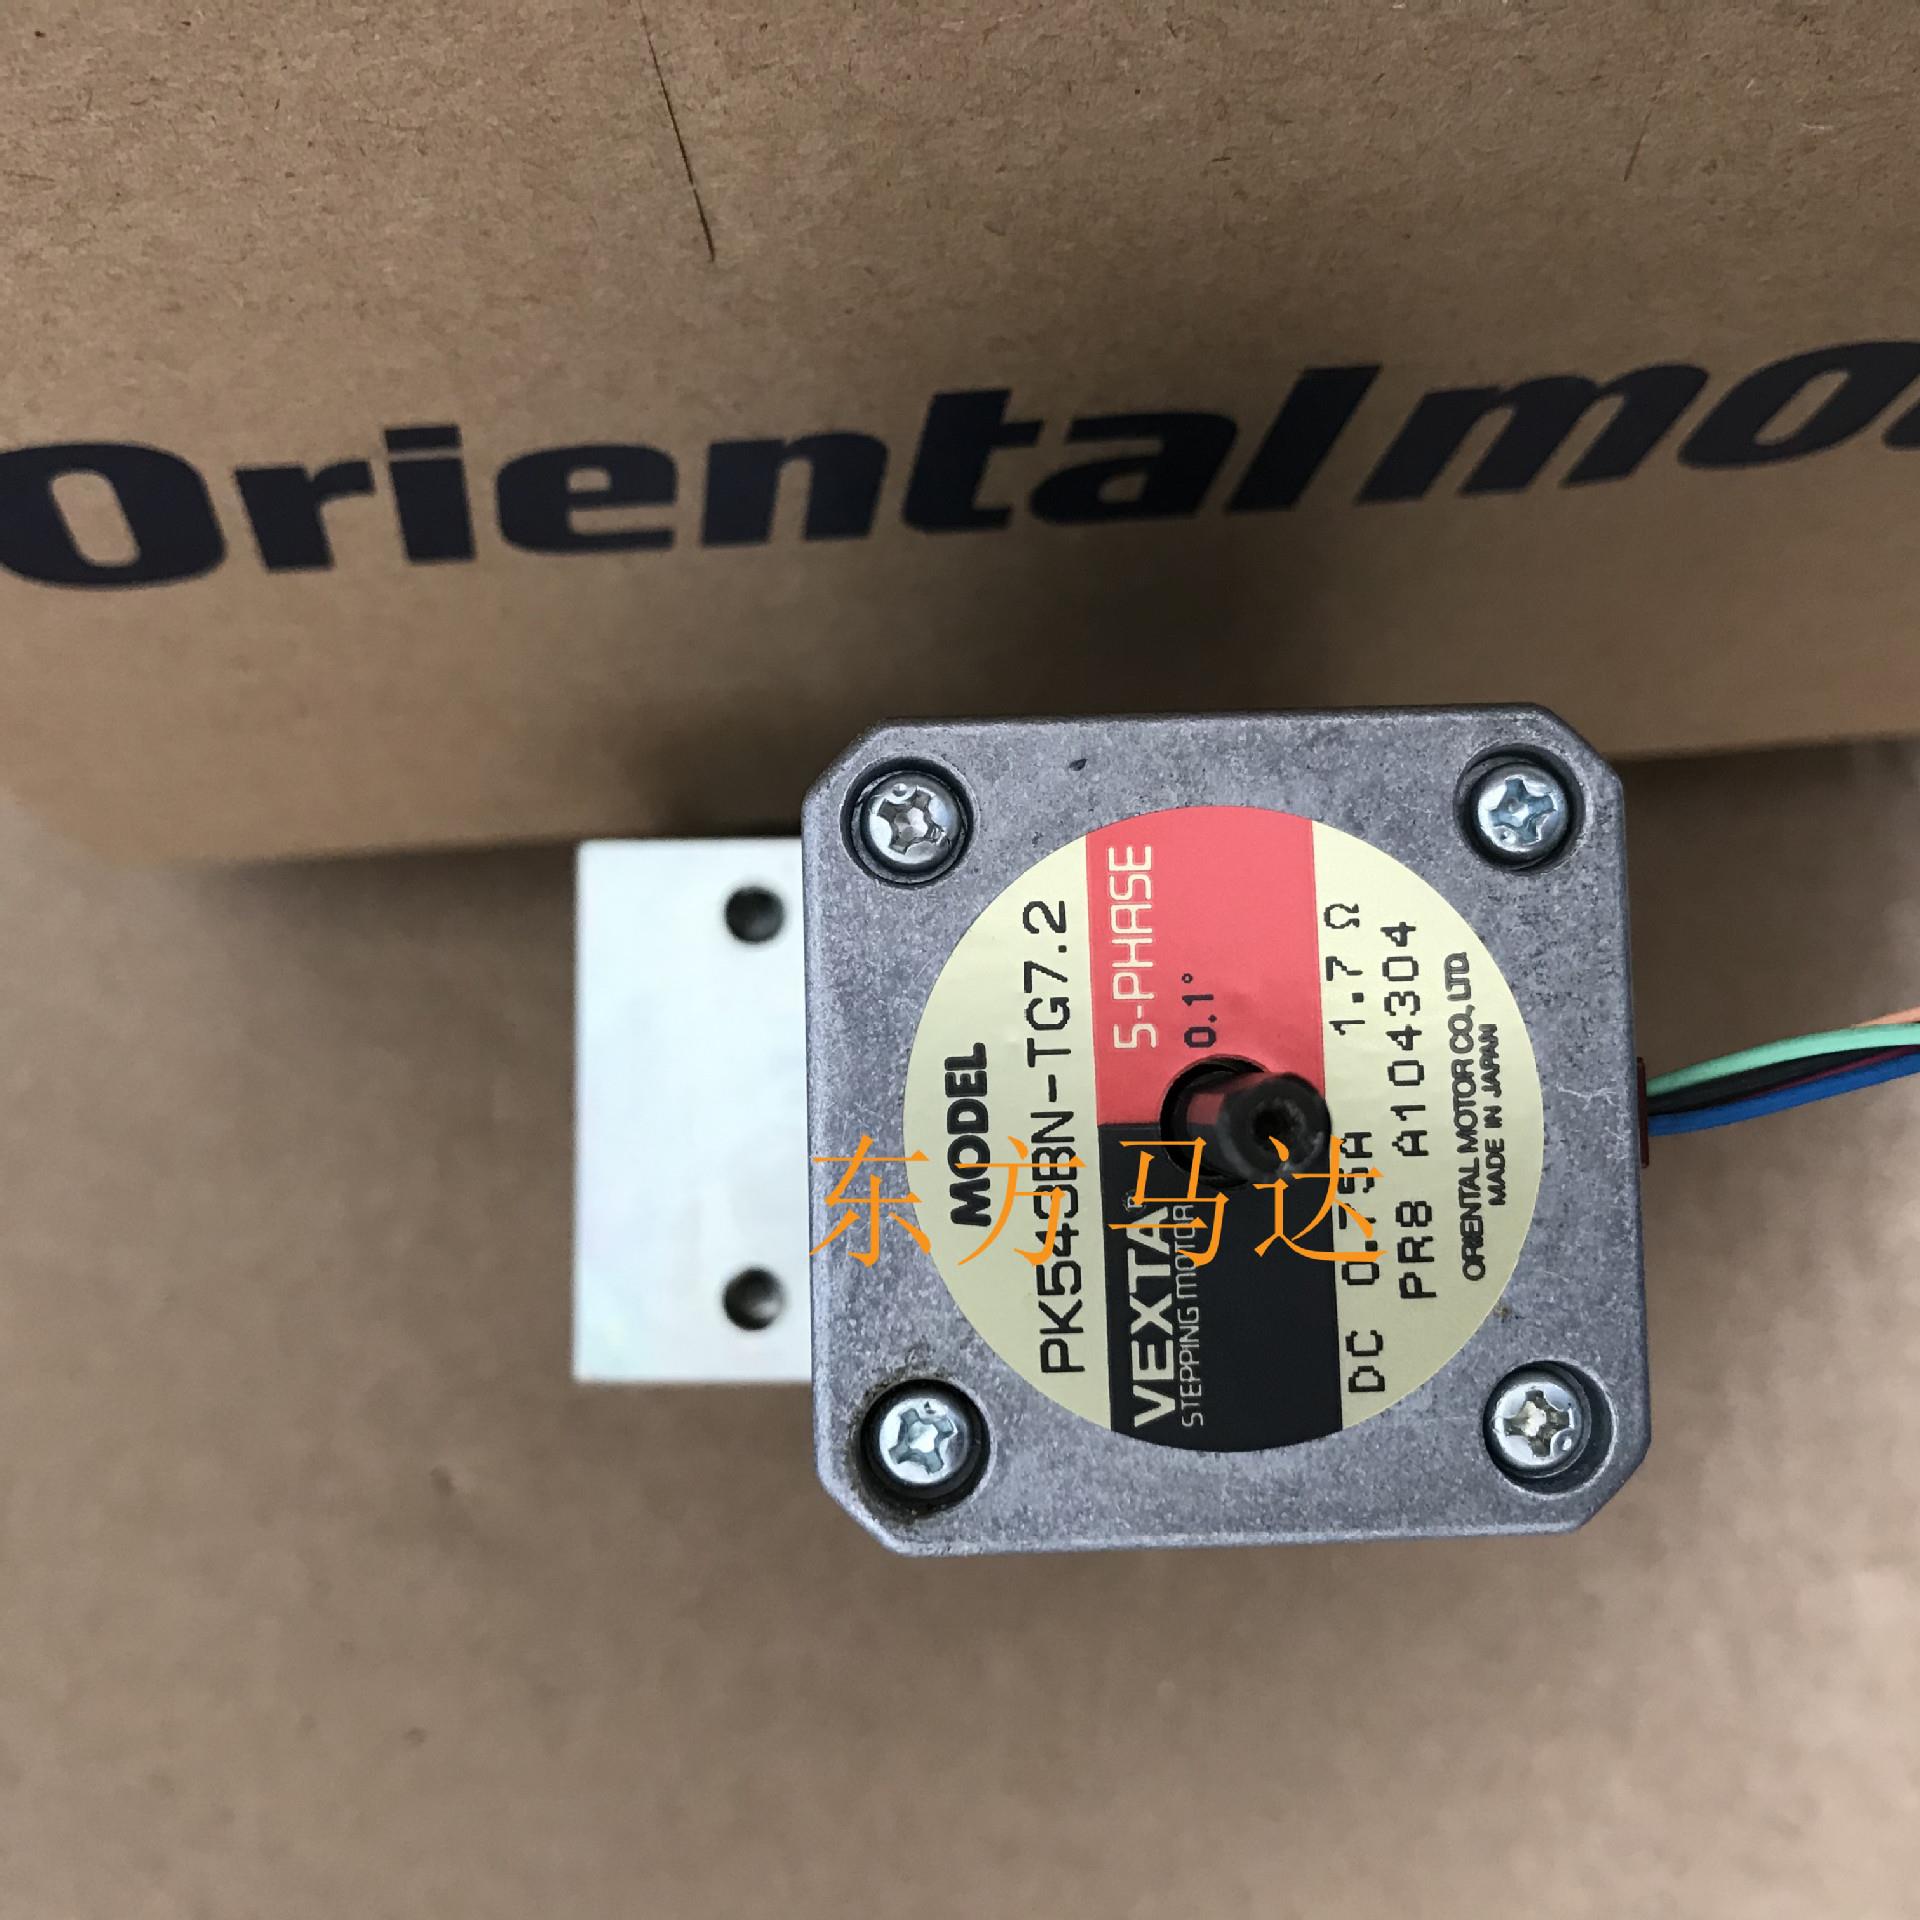 Oriental mo
MODEL
PK543BN-TG7.2
5-PHASE
0.1°
VEXTA®
STEPPING MOTOR
DC 0.75A 1.7 Ω
PR8 A104304
ORIENTAL MOTOR CO., LTD.
MADE IN JAPAN
东方马达